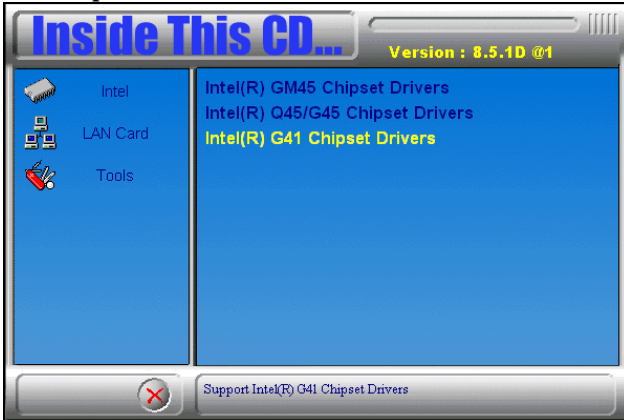 Inside This CD...
Version : 8.5.1D @1
Intel
LAN Card
Tools
Intel(R) GM45 Chipset Drivers
Intel(R) Q45/G45 Chipset Drivers
Intel(R) G41 Chipset Drivers
Support Intel(R) G41 Chipset Drivers